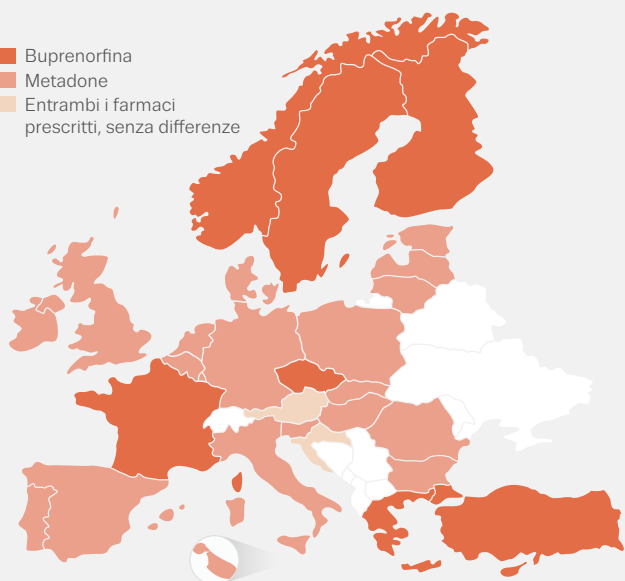 Buprenorfina
Metadone
Entrambi i farmaci
prescritti, senza differenze